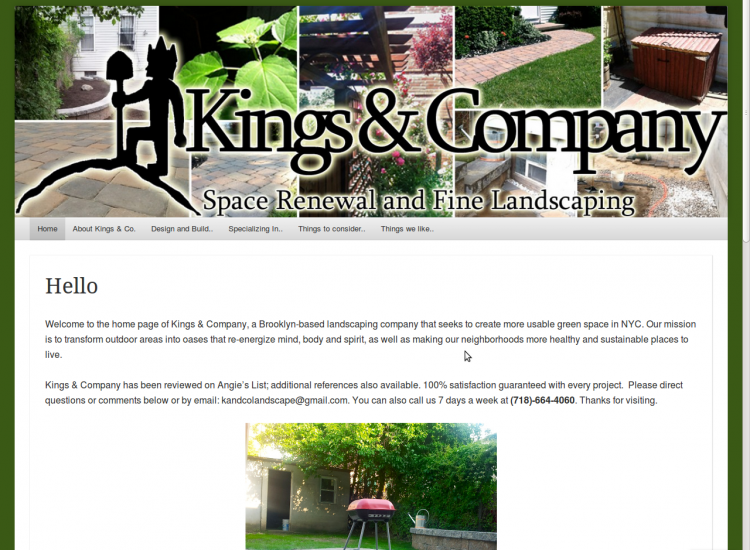 Kings & Company
Space Renewal and Fine Landscaping
Home About Kings & Co. Design and Build.. Specializing In.. Things to consider.. Things we like..
Hello
Welcome to the home page of Kings & Company, a Brooklyn-based landscaping company that seeks to create more usable green space in NYC. Our mission
is to transform outdoor areas into oases that re-energize mind, body and spirit, as well as making our neighborhoods more healthy and sustainable places to
live.
Kings & Company has been reviewed on Angie's List; additional references also available. 100% satisfaction guaranteed with every project.  Please direct
questions or comments below or by email: kandcolandscape@gmail.com. You can also call us 7 days a week at (718)-664-4060. Thanks for visiting.